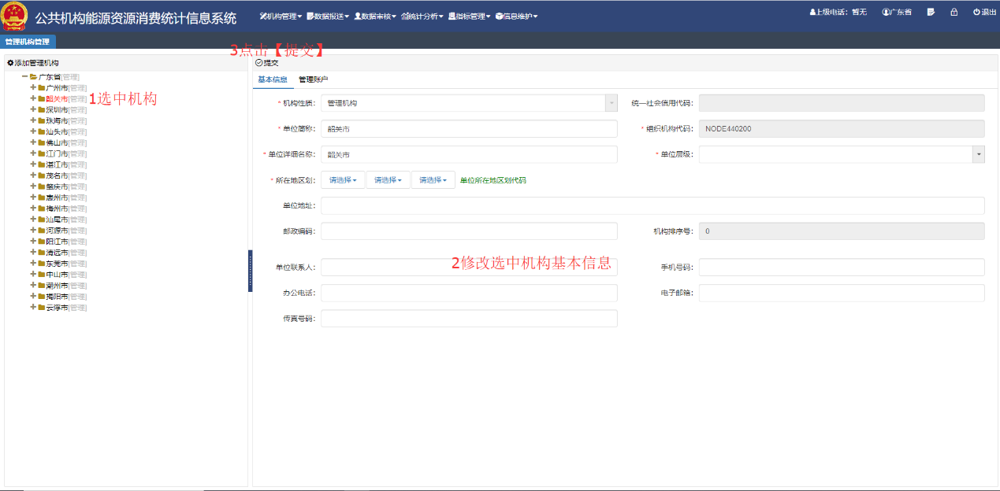 公共机构能源资源消费统计信息系统
机构管理 数据报送 数据审核 统计分析 指标管理 信息维护
上级电话：暂无 广东省 退出
管理机构管理
3点击【提交】
添加管理机构
提交
广东省[管理]
广州市[管理]
韶关市[管理]
1选中机构
深圳市[管理]
珠海市[管理]
汕头市[管理]
佛山市[管理]
江门市[管理]
湛江市[管理]
茂名市[管理]
肇庆市[管理]
惠州市[管理]
梅州市[管理]
汕尾市[管理]
河源市[管理]
阳江市[管理]
清远市[管理]
东莞市[管理]
中山市[管理]
潮州市[管理]
揭阳市[管理]
云浮市[管理]
基本信息 管理账户
* 机构性质： 管理机构 统一社会信用代码：
* 单位简称： 韶关市 * 组织机构代码： NODE440200
* 单位详细名称： 韶关市 * 单位层级：
* 所在地区划： 请选择 请选择 请选择 单位所在地区划代码
单位地址：
邮政编码： 机构排序号： 0
2修改选中机构基本信息
单位联系人： 手机号码：
办公电话： 电子邮箱：
传真号码：